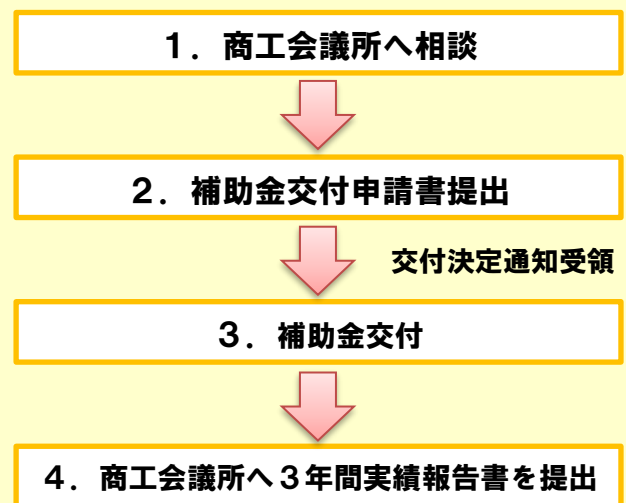 １．商工会議所へ相談
２．補助金交付申請書提出
交付決定通知受領
３．補助金交付
４．商工会議所へ３年間実績報告書を提出